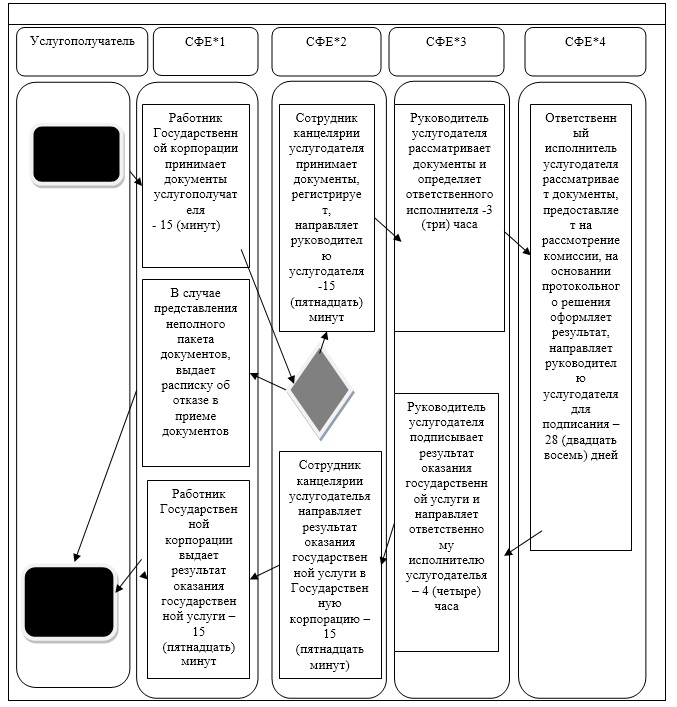 Услугополучатель
СФЕ*1
СФЕ*2
СФЕ*3
СФЕ*4
Работник
Государственн
ой корпорации
принимает
документы
услугополучат
еля
- 15 (минут)
В случае
представления
неполного
пакета
документов,
выдает
расписку об
отказе в
приеме
документов
Работник
Государствен
ной
корпорации
выдает
результат
оказания
государствен
ной услуги –
15
(пятнадцать)
минут
Сотрудник
канцелярии
услугодателя
принимает
документы,
регистрируе
т,
направляет
руководител
ю
услугодателя
-15
(пятнадцать)
минут
Сотрудник
канцелярии
услугодателья
направляет
результат
оказания
государствен
ной услуги в
Государствен
ную
корпорацию –
15
(пятнадцать
минут)
Руководитель
услугодателя
рассматривает
документы и
определяет
ответственного
исполнителя -3
(три) часа
Руководитель
услугодателя
подписывает
результат
оказания
государственн
ой услуги и
направляет
ответственно
му
исполнителю
услугодателья
– 4 (четыре)
часа
Ответственн
ый
исполнитель
услугодателя
рассматривае
т документы,
предоставляе
т на
рассмотрение
комиссии, на
основании
протокольног
о решения
оформляет
результат,
направляет
руководител
ю
услугодателя
для
подписания –
28 (двадцать
восемь) дней